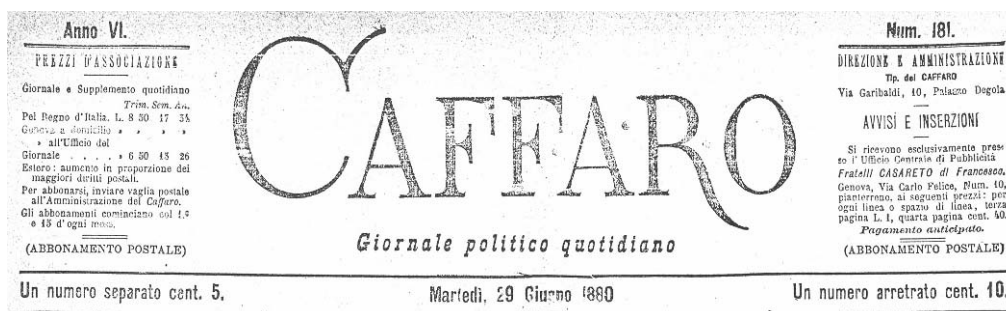 Anno VI.
PREZZI D'ASSOCIAZIONE
Giornale e Supplemento quotidiano
Trim. Sem. An.
Pel Regno d'Italia. L. 8 50 17 34
Genova a domicilio » » » »
» all'Ufficio del
Giornale . . . . . » 6 50 13 26
Estero: aumento in proporzione dei
maggiori diritti postali.
Per abbonarsi, inviare vaglia postale
all'Amministrazione del Caffaro.
Gli abbonamenti cominciano col 1.º
e 15 d'ogni mese.
(ABBONAMENTO POSTALE)
CAFFARO
Giornale politico quotidiano
Num. 181.
DIREZIONE E AMMINISTRAZIONE
Tip. del CAFFARO
Via Garibaldi, 10, Palazzo Degola
AVVISI E INSERZIONI
Si ricevono esclusivamente pres-
so l'Ufficio Centrale di Pubblicità
Fratelli CASARETO di Francesco,
Genova, Via Carlo Felice, Num. 10,
pianterreno, ai seguenti prezzi: per
ogni linea o spazio di linea, terza
pagina L. 1, quarta pagina cent. 40.
Pagamento anticipato.
(ABBONAMENTO POSTALE)
Un numero separato cent. 5.
Martedì, 29 Giugno 1880
Un numero arretrato cent. 10.